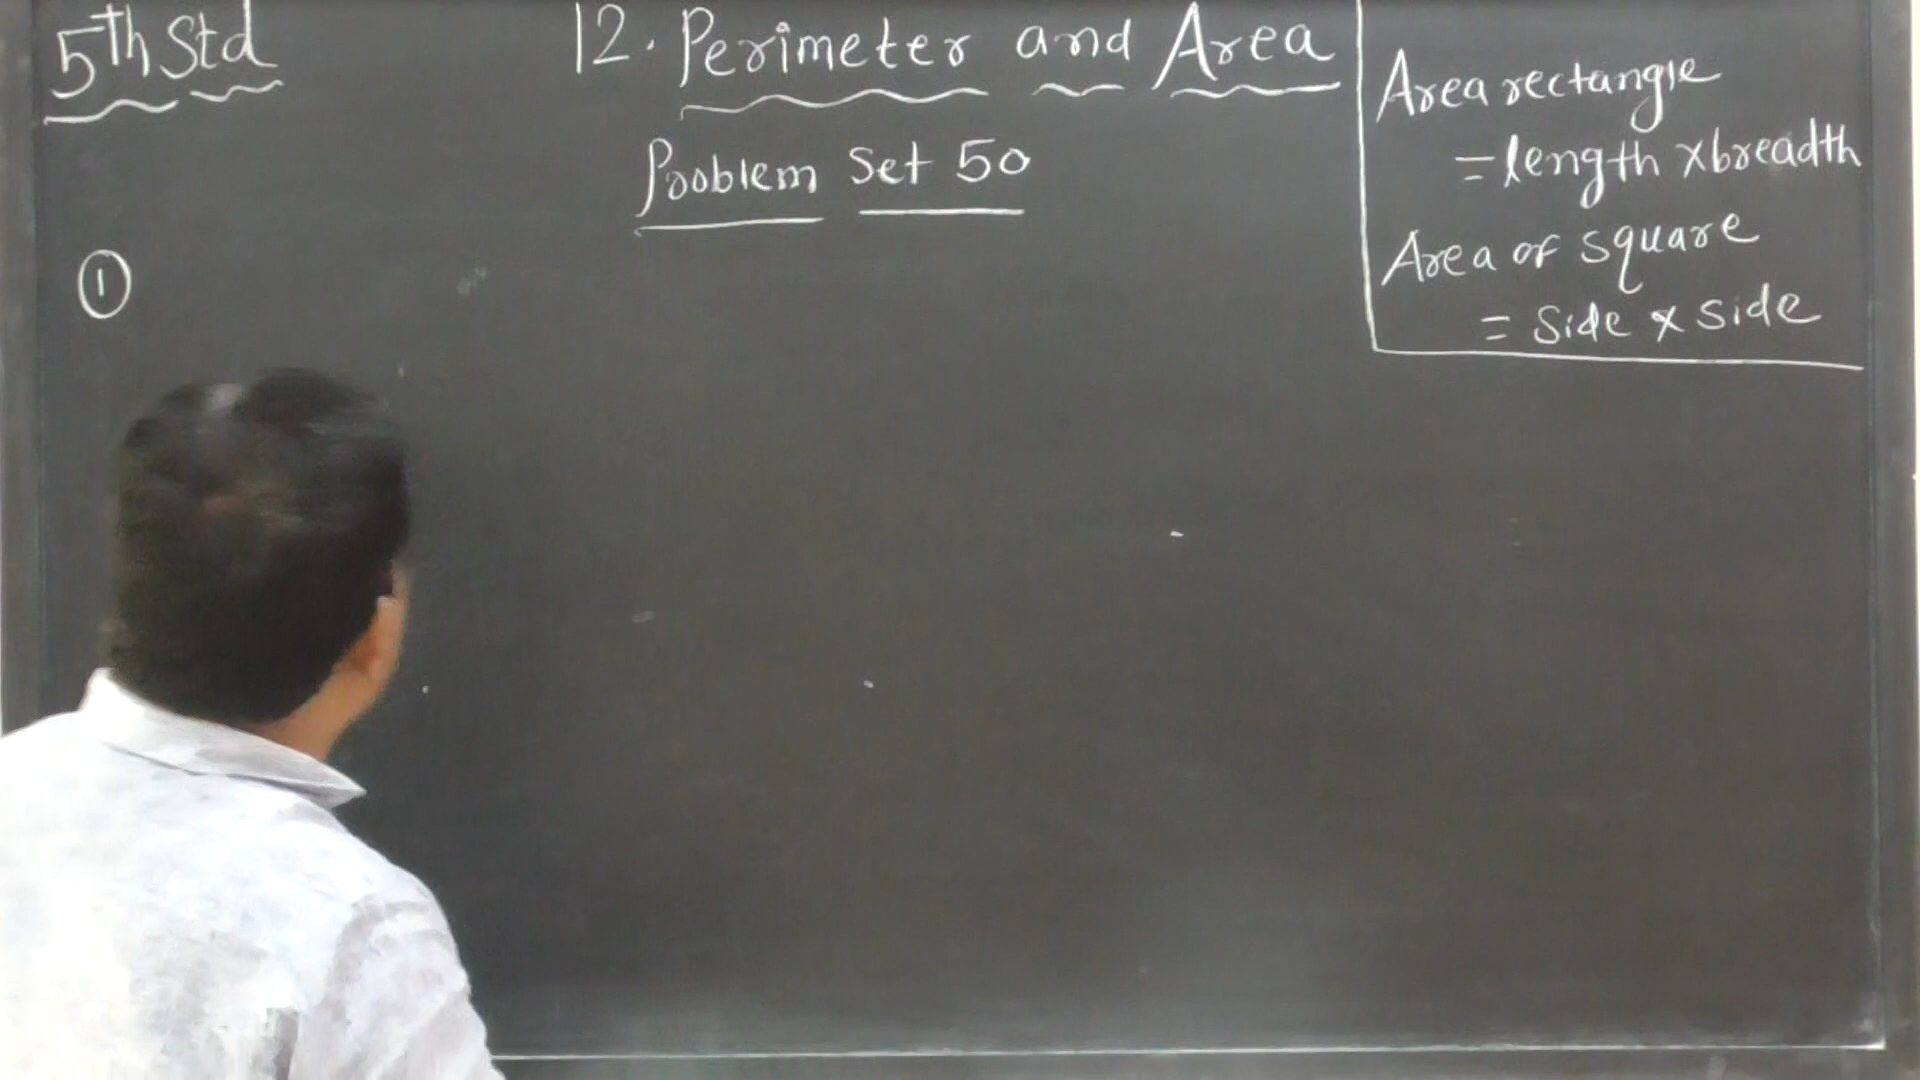 5th Std
12. Perimeter and Area
Problem Set 50
Area rectangle
= length × breadth
Area of square
= Side × Side
①